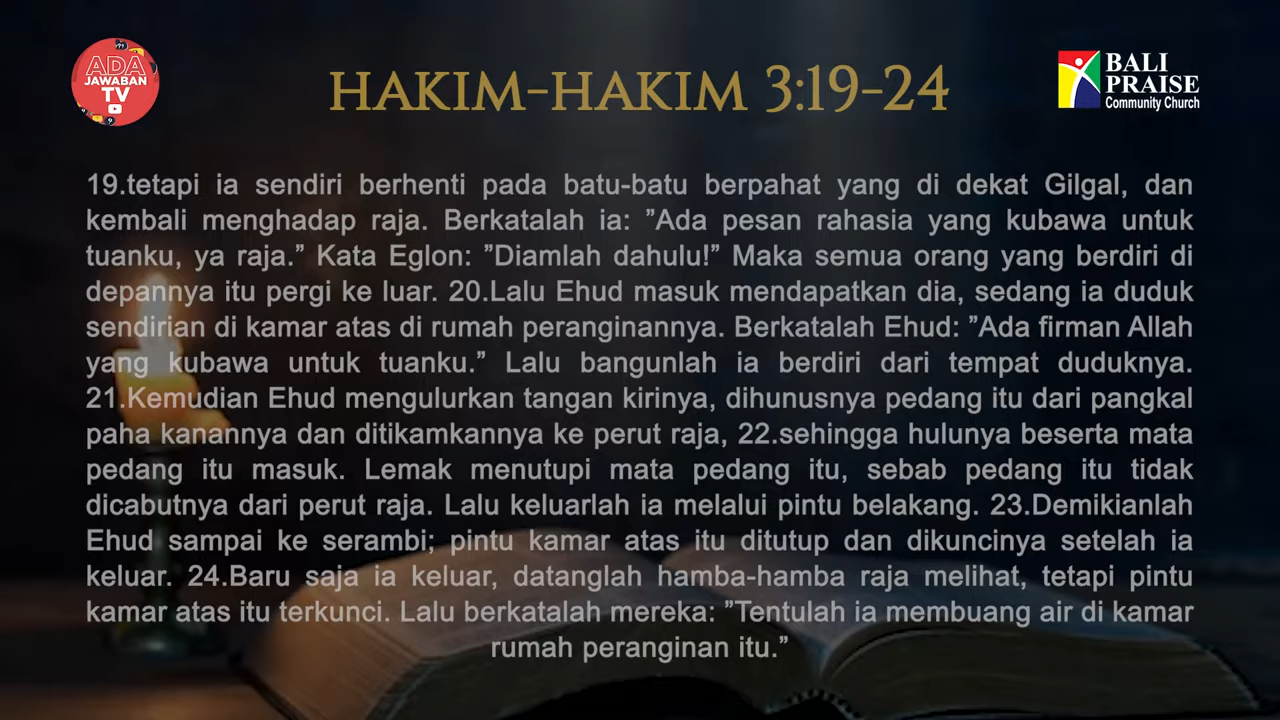 ADA
JAWABAN
TV
HAKIM-HAKIM 3:19-24
BALI
PRAISE
Community Church
19.tetapi ia sendiri berhenti pada batu-batu berpahat yang di dekat Gilgal, dan
kembali menghadap raja. Berkatalah ia: ”Ada pesan rahasia yang kubawa untuk
tuanku, ya raja.” Kata Eglon: ”Diamlah dahulu!” Maka semua orang yang berdiri di
depannya itu pergi ke luar. 20.Lalu Ehud masuk mendapatkan dia, sedang ia duduk
sendirian di kamar atas di rumah peranginannya. Berkatalah Ehud: ”Ada firman Allah
yang kubawa untuk tuanku.” Lalu bangunlah ia berdiri dari tempat duduknya.
21.Kemudian Ehud mengulurkan tangan kirinya, dihunusnya pedang itu dari pangkal
paha kanannya dan ditikamkannya ke perut raja, 22.sehingga hulunya beserta mata
pedang itu masuk. Lemak menutupi mata pedang itu, sebab pedang itu tidak
dicabutnya dari perut raja. Lalu keluarlah ia melalui pintu belakang. 23.Demikianlah
Ehud sampai ke serambi; pintu kamar atas itu ditutup dan dikuncinya setelah ia
keluar. 24.Baru saja ia keluar, datanglah hamba-hamba raja melihat, tetapi pintu
kamar atas itu terkunci. Lalu berkatalah mereka: ”Tentulah ia membuang air di kamar
rumah peranginan itu.”